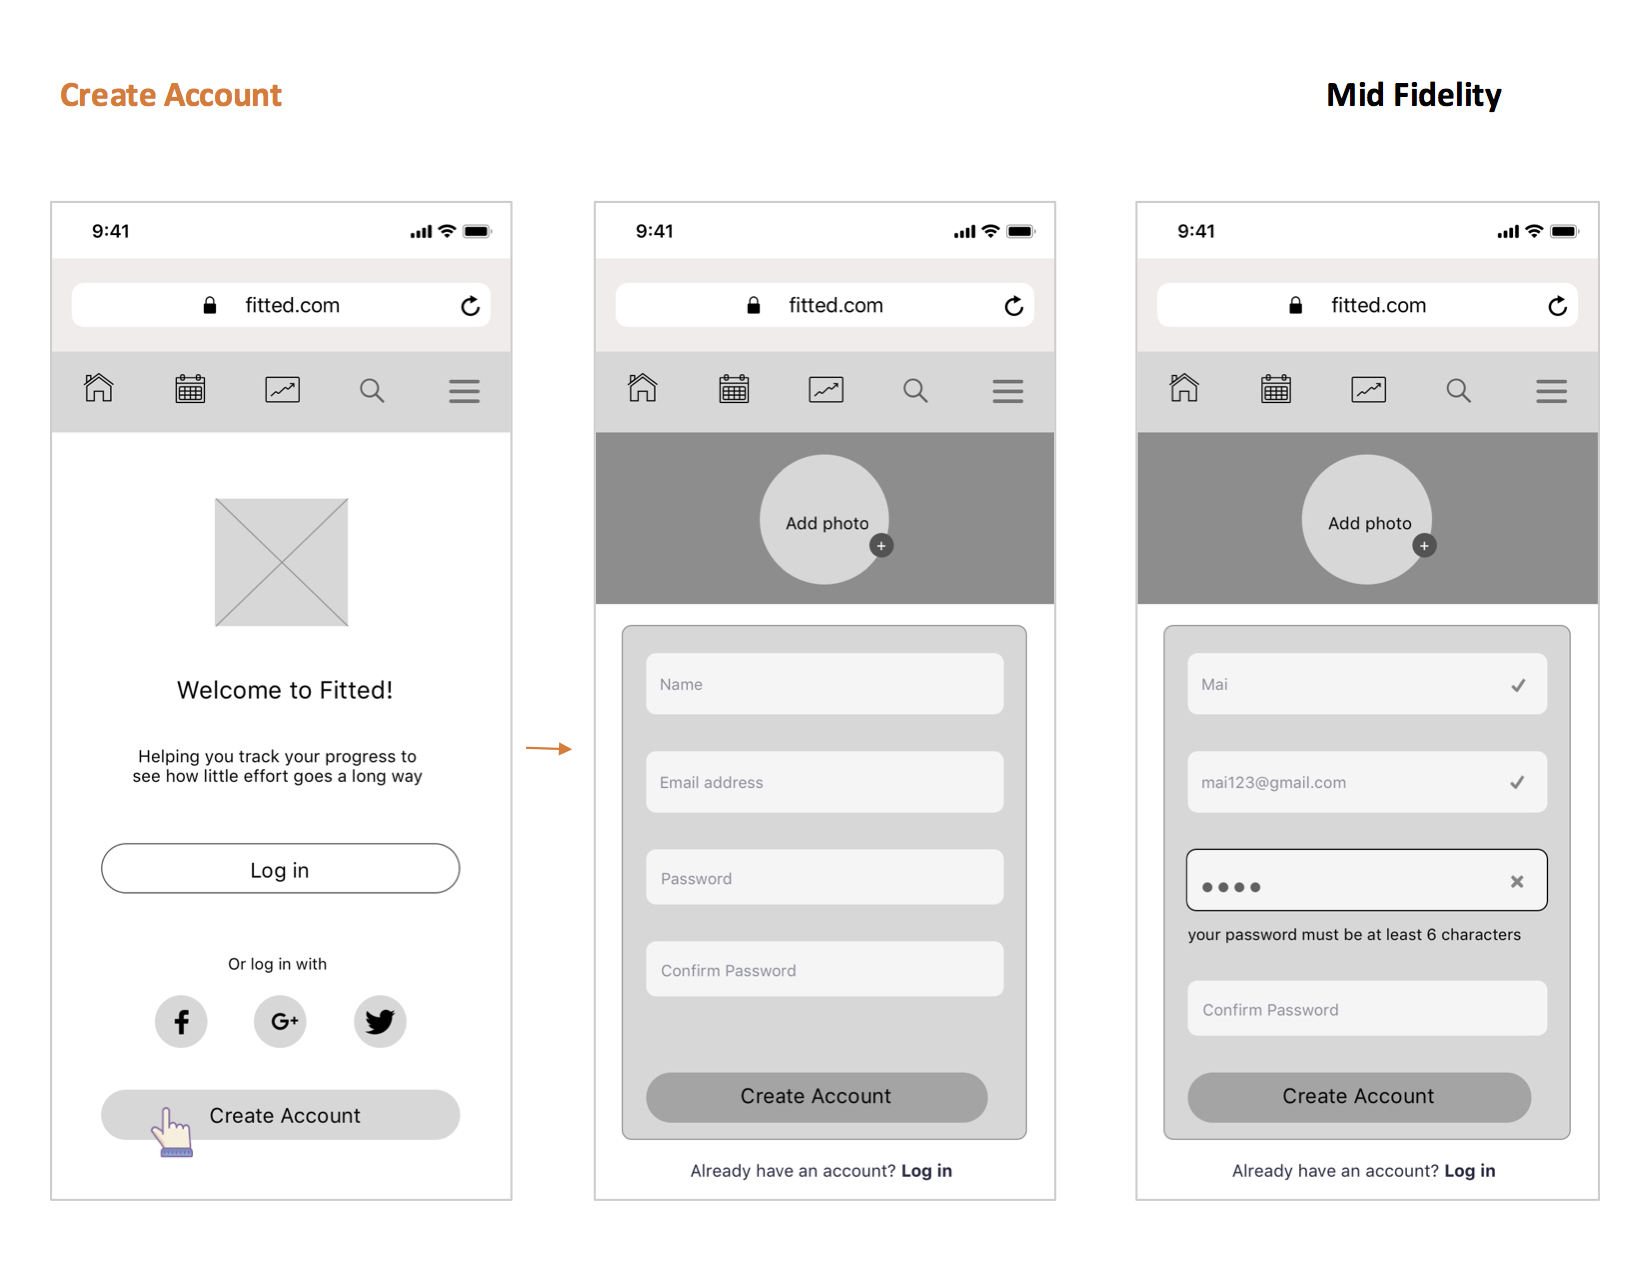 Create Account
Mid Fidelity
9:41
fitted.com
Welcome to Fitted!
Helping you track your progress to
see how little effort goes a long way
Log in
Or log in with
f
G+
Create Account
9:41
fitted.com
Add photo
+
Name
Email address
Password
Confirm Password
Create Account
Already have an account? Log in
9:41
fitted.com
Add photo
+
Mai
mai123@gmail.com
your password must be at least 6 characters
Confirm Password
Create Account
Already have an account? Log in